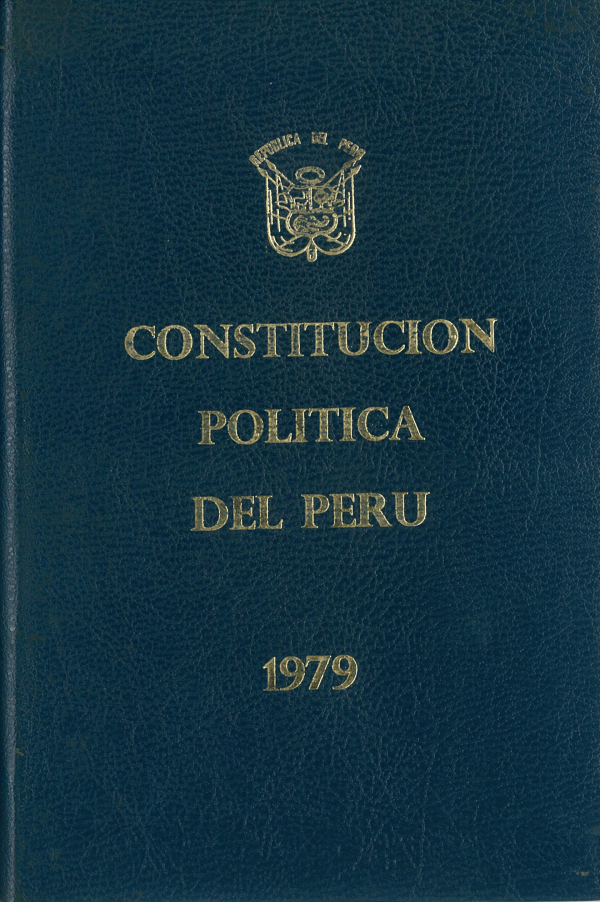 REPUBLICA DEL PERU
CONSTITUCION
POLITICA
DEL PERU
1979